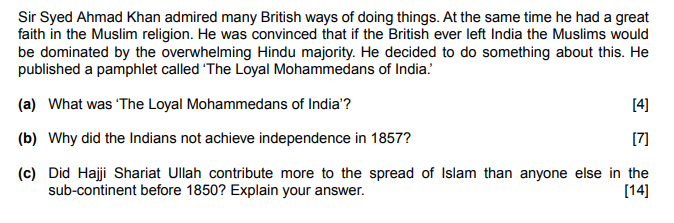 Sir Syed Ahmad Khan admired many British ways of doing things. At the same time he had a great
faith in the Muslim religion. He was convinced that if the British ever left India the Muslims would
be dominated by the overwhelming Hindu majority. He decided to do something about this. He
published a pamphlet called ‘The Loyal Mohammedans of India.’
(a) What was ‘The Loyal Mohammedans of India’? [4]
(b) Why did the Indians not achieve independence in 1857? [7]
(c) Did Hajji Shariat Ullah contribute more to the spread of Islam than anyone else in the
sub-continent before 1850? Explain your answer. [14]